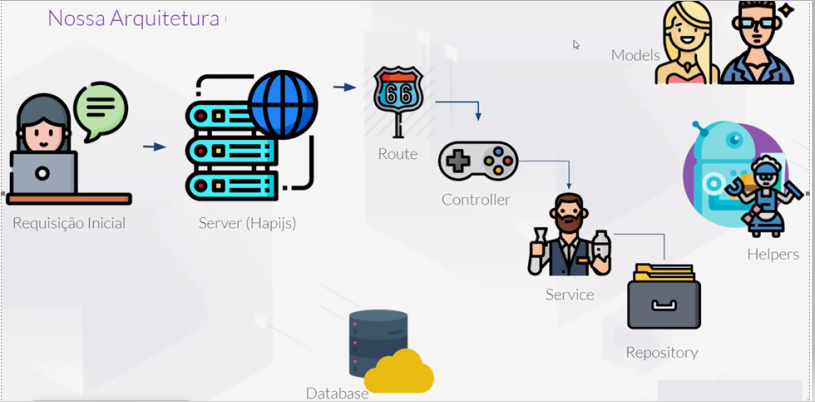 Nossa Arquitetura
Models
66
Route
Controller
Requisição Inicial
Server (Hapijs)
Helpers
Service
Repository
Database